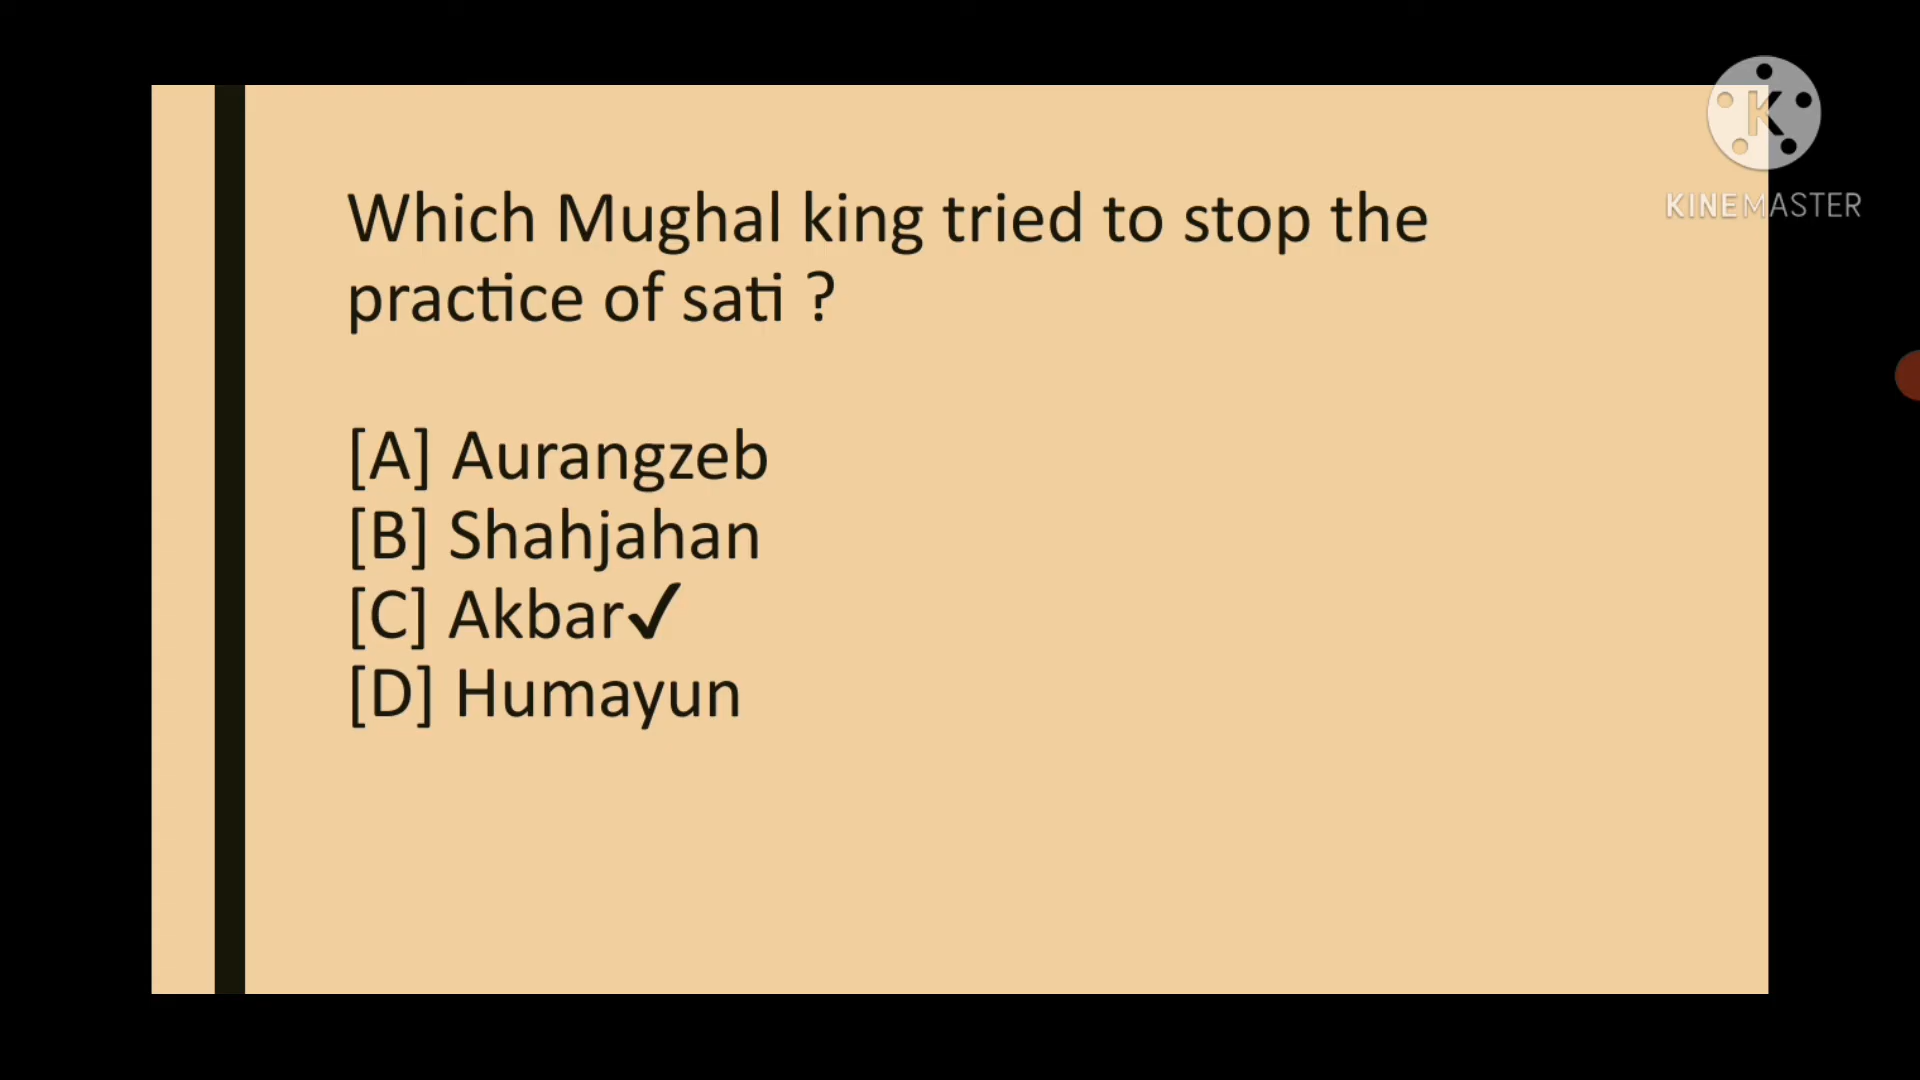 KINEMASTER
Which Mughal king tried to stop the
practice of sati ?
[A] Aurangzeb
[B] Shahjahan
[C] Akbar✓
[D] Humayun